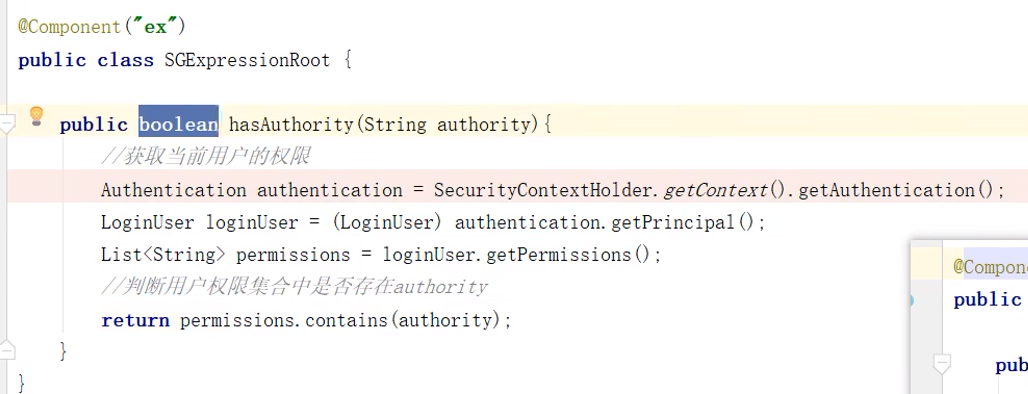 @Component("ex")
public class SGExpressionRoot {
public boolean hasAuthority(String authority){
//获取当前用户的权限
Authentication authentication = SecurityContextHolder.getContext().getAuthentication();
LoginUser loginUser = (LoginUser) authentication.getPrincipal();
List<String> permissions = loginUser.getPermissions();
//判断用户权限集合中是否存在authority
return permissions.contains(authority);
}
}
@Compon
public
pub